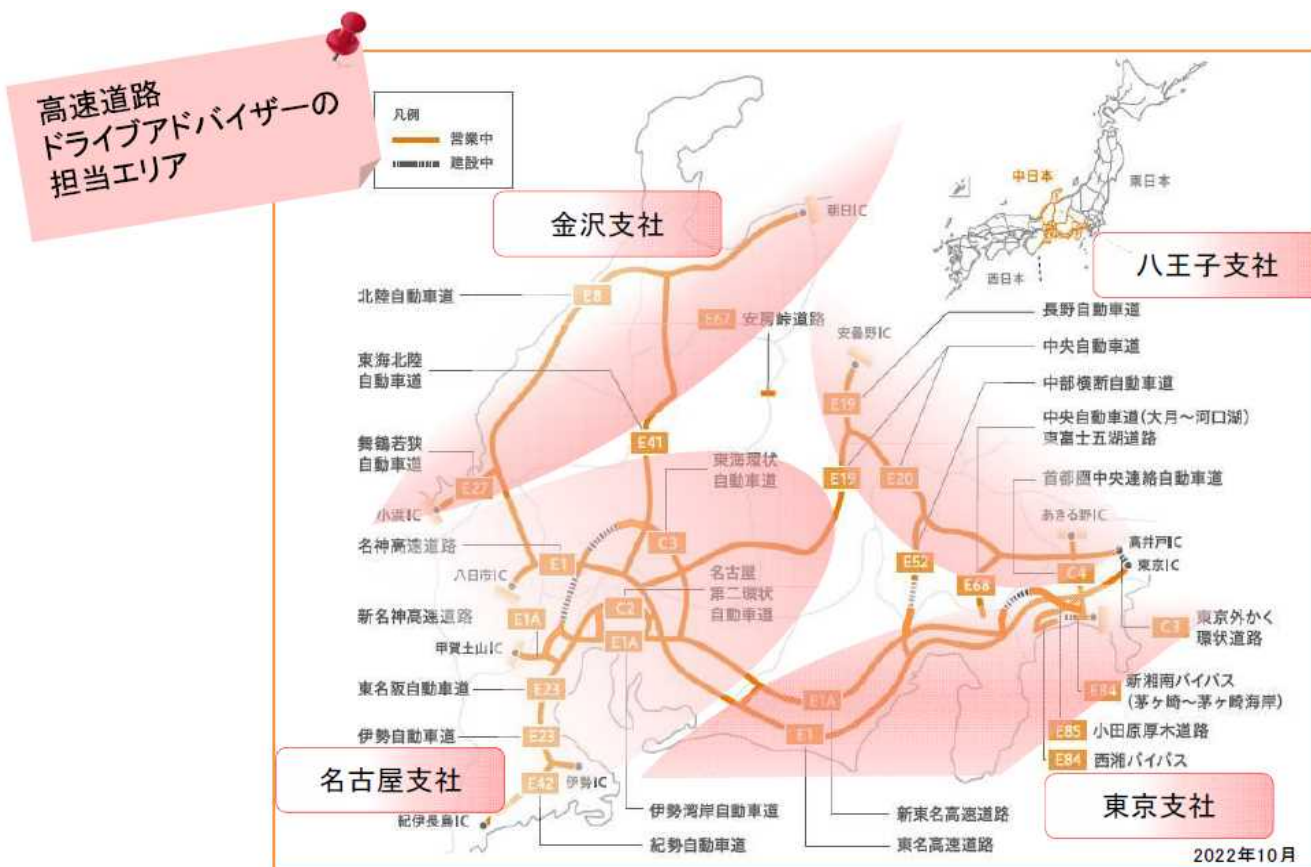 高速道路
ドライブアドバイザーの
担当エリア
凡例
営業中
建設中
金沢支社
朝日IC
中日本
東日本
西日本
八王子支社
北陸自動車道
E8
E67 安房峠道路
安曇野IC
長野自動車道
中央自動車道
東海北陸
自動車道
中部横断自動車道
E19
中央自動車道(大月~河口湖)
東富士五湖道路
E41
舞鶴若狭
自動車道
東海環状
自動車道
E19
E20
首都圏中央連絡自動車道
E27
小浜IC
あきる野IC
名神高速道路
C3
高井戸IC
E1
E52
東京IC
八日市IC
名古屋
第二環状
自動車道
C4
E68
C2
新名神高速道路
E1A
E1A
東京外かく
環状道路
C3
甲賀土山IC
東名阪自動車道
E23
E1A
E84
新湘南バイパス
(茅ヶ崎~茅ヶ崎海岸)
伊勢自動車道
E23
E1
E85 小田原厚木道路
E84 西湘バイパス
名古屋支社
E42
伊勢IC
東京支社
紀伊長島IC
伊勢湾岸自動車道
新東名高速道路
紀勢自動車道
東名高速道路
2022年10月